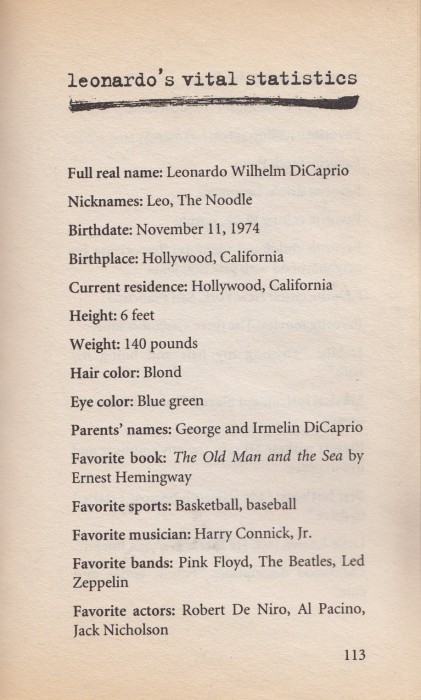 leonardo's vital statistics
Full real name: Leonardo Wilhelm DiCaprio
Nicknames: Leo, The Noodle
Birthdate: November 11, 1974
Birthplace: Hollywood, California
Current residence: Hollywood, California
Height: 6 feet
Weight: 140 pounds
Hair color: Blond
Eye color: Blue green
Parents' names: George and Irmelin DiCaprio
Favorite book: The Old Man and the Sea by
Ernest Hemingway
Favorite sports: Basketball, baseball
Favorite musician: Harry Connick, Jr.
Favorite bands: Pink Floyd, The Beatles, Led
Zeppelin
Favorite actors: Robert De Niro, Al Pacino,
Jack Nicholson
113